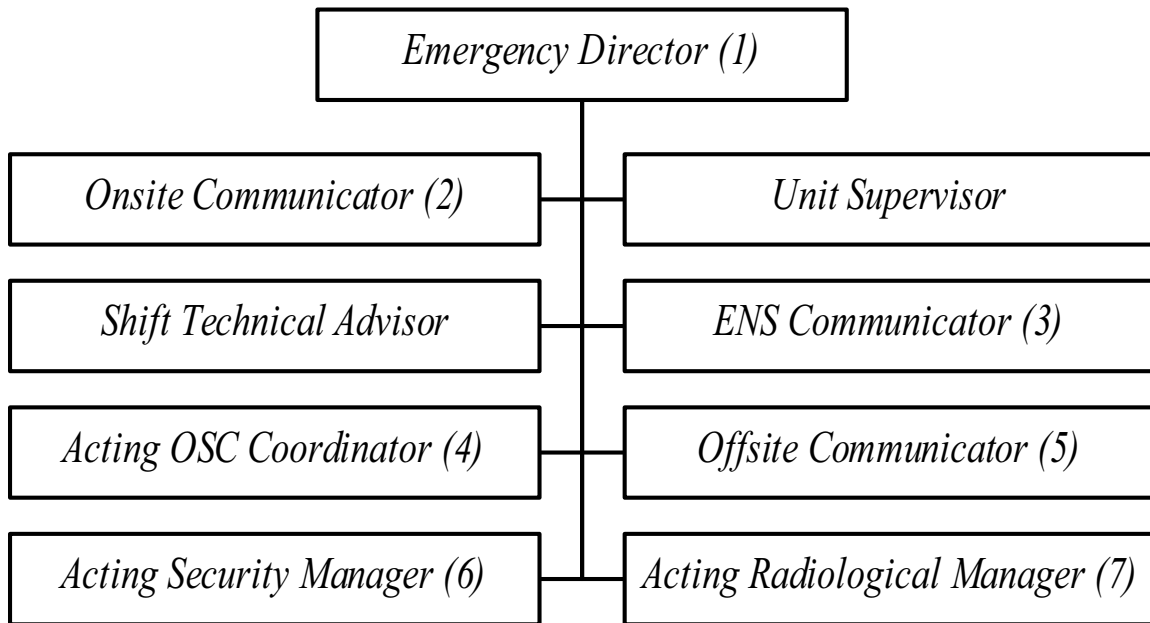 Emergency Director (1)
Onsite Communicator (2)
Unit Supervisor
Shift Technical Advisor
ENS Communicator (3)
Acting OSC Coordinator (4)
Offsite Communicator (5)
Acting Security Manager (6)
Acting Radiological Manager (7)